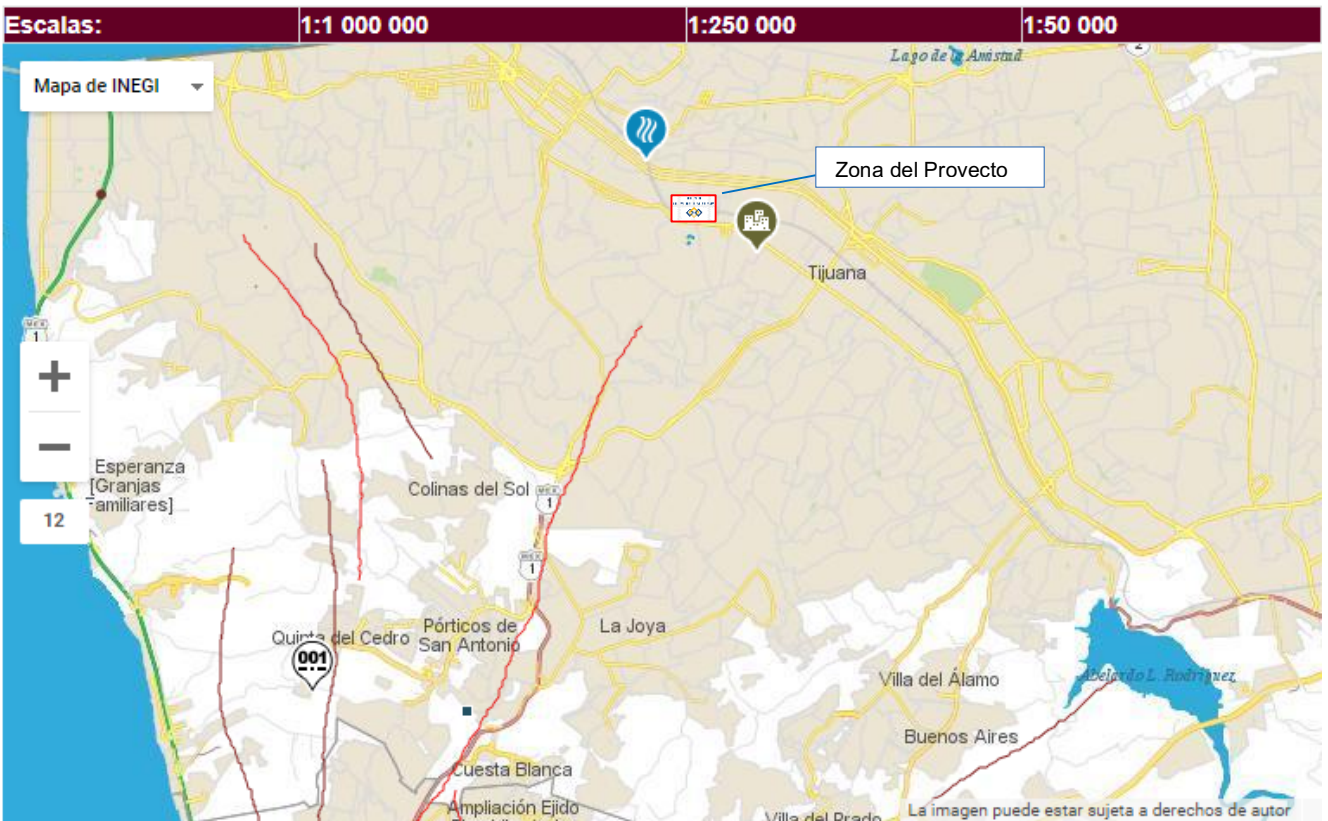 Escalas: 1:1 000 000 1:250 000 1:50 000
Lago de la Amistad
2
Mapa de INEGI
Zona del Provecto
Tijuana
MEX
1
+
−
Esperanza
[Granjas
Familiares]
12
Colinas del Sol
MEX
1
MEX
1
Quinta del Cedro
Pórticos de
San Antonio
La Joya
001
Villa del Álamo
Abelardo L. Rodríguez
Buenos Aires
Cuesta Blanca
Ampliación Ejido
Villa del Prado
La imagen puede estar sujeta a derechos de autor